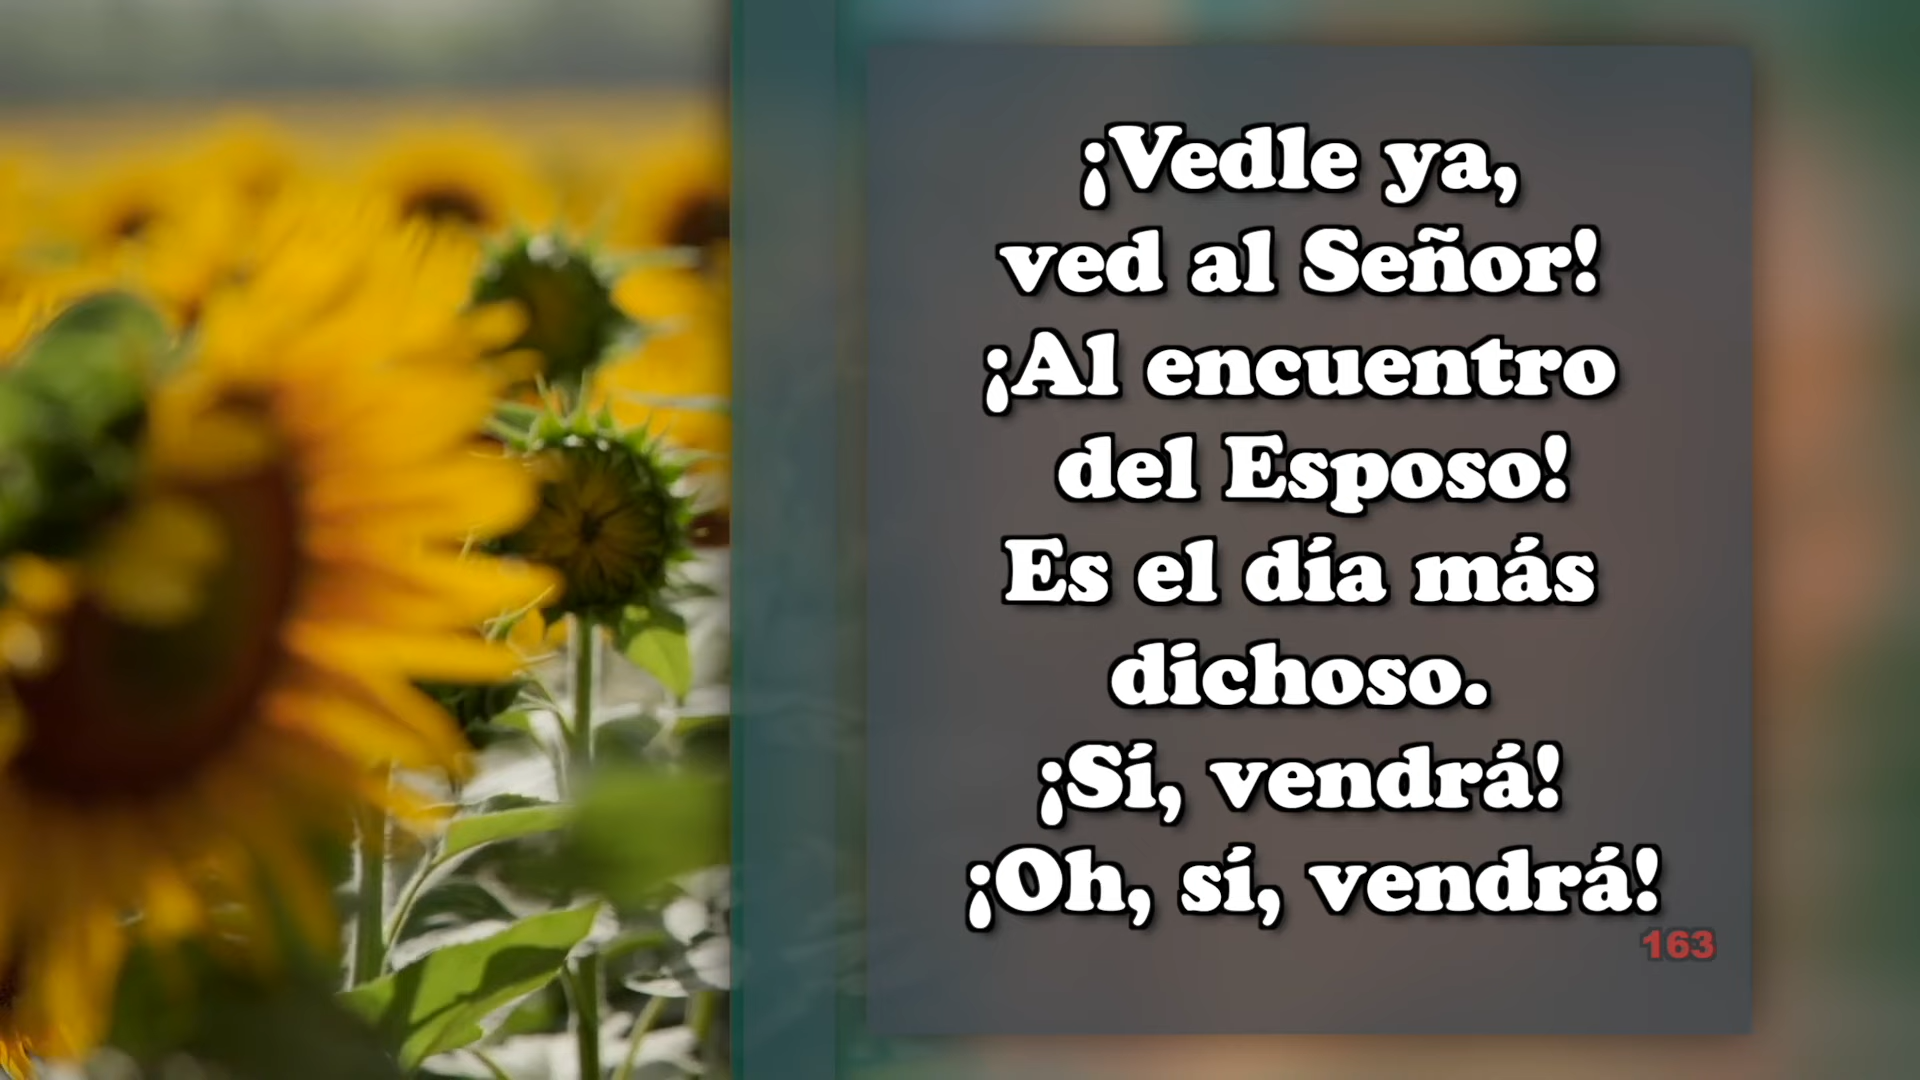 ¡Vedle ya,
ved al Señor!
¡Al encuentro
del Esposo!
Es el día más
dichoso.
¡Sí, vendrá!
¡Oh, sí, vendrá!
163